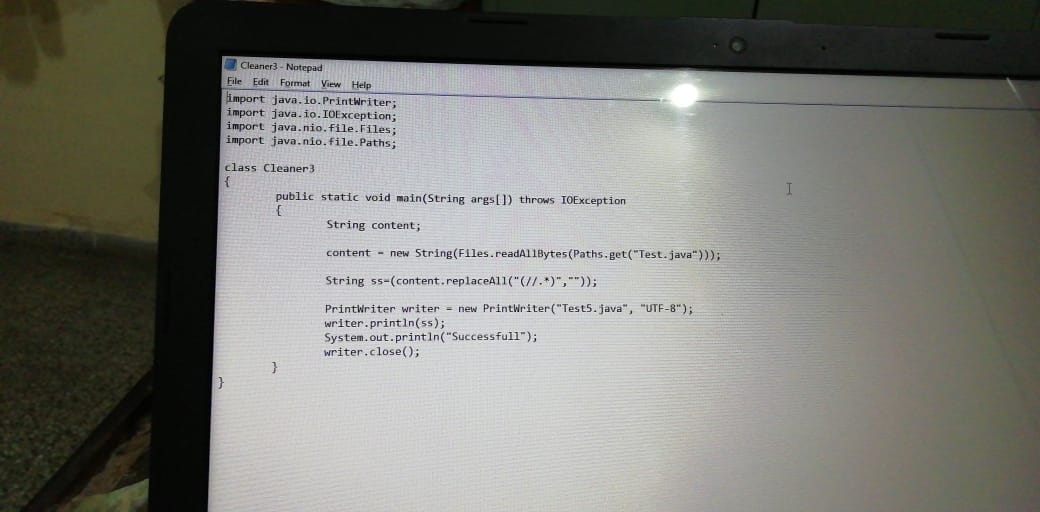 Cleaner3 - Notepad
File Edit Format View Help
import java.io.PrintWriter;
import java.io.IOException;
import java.nio.file.Files;
import java.nio.file.Paths;
class Cleaner3
{
public static void main(String args[]) throws IOException
{
String content;
content = new String(Files.readAllBytes(Paths.get("Test.java")));
String ss=(content.replaceAll("(//.*)",""));
PrintWriter writer = new PrintWriter("Test5.java", "UTF-8");
writer.println(ss);
System.out.println("Successfull");
writer.close();
}
}